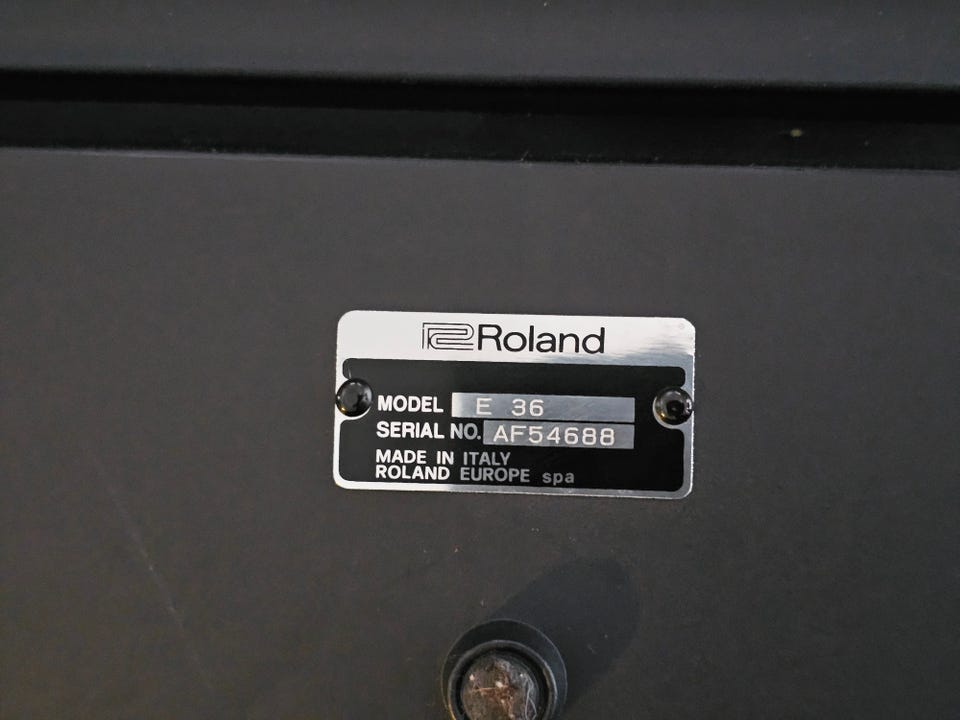 Roland
MODEL E 36
SERIAL NO. AF54688
MADE IN ITALY
ROLAND EUROPE spa